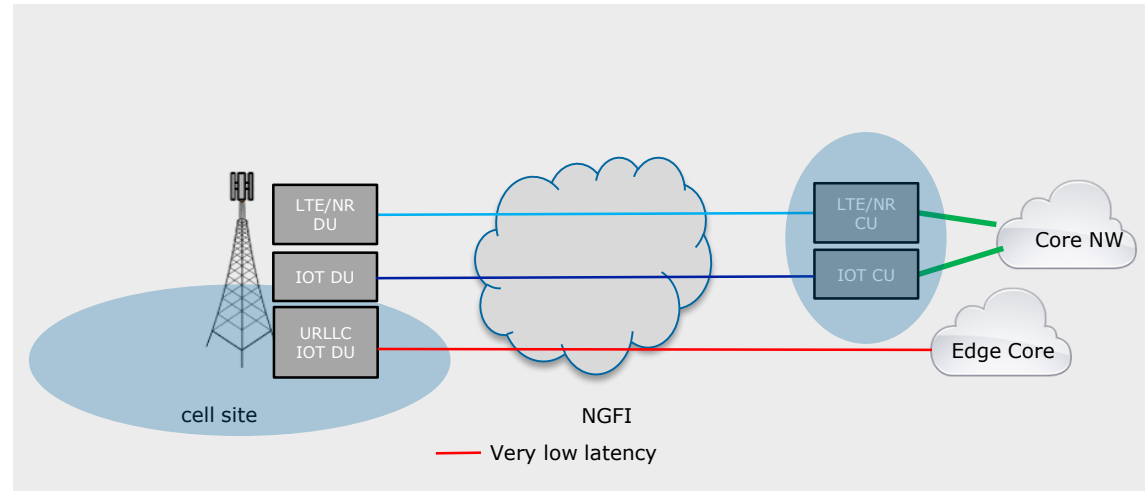 LTE/NR
DU
LTE/NR
CU
Core NW
IOT DU
IOT CU
URLLC
IOT DU
Edge Core
cell site
NGFI
Very low latency